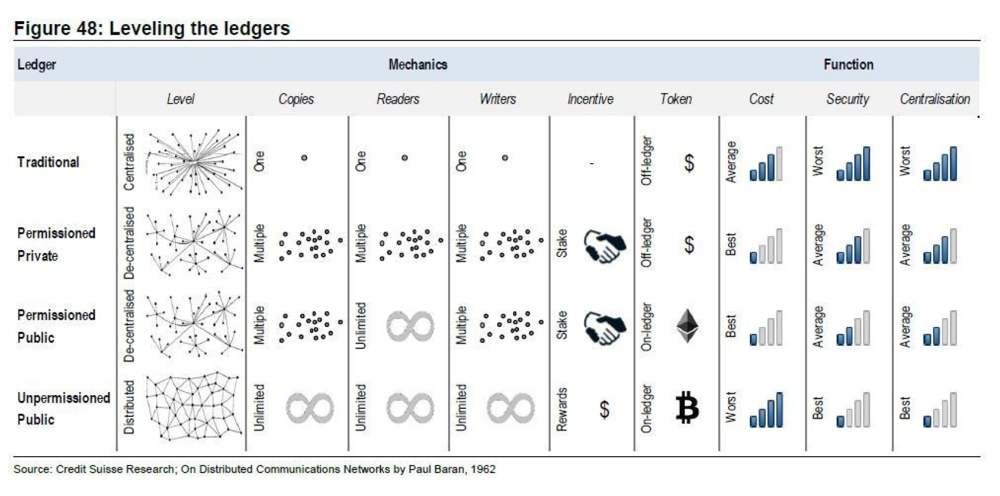 Figure 48: Leveling the ledgers
Ledger Mechanics Function
Level Copies Readers Writers Incentive Token Cost Security Centralisation
Traditional Centralised One One One - Off-ledger $ Average Worst Worst
Permissioned
Private
De-centralised Multiple Multiple Multiple Stake Off-ledger $ Best Average Average
Permissioned
Public
De-centralised Multiple Unlimited Multiple Stake On-ledger Best Average Average
Unpermissioned
Public
Distributed Unlimited Unlimited Unlimited Rewards $ On-ledger Worst Best Best
Source: Credit Suisse Research; On Distributed Communications Networks by Paul Baran, 1962